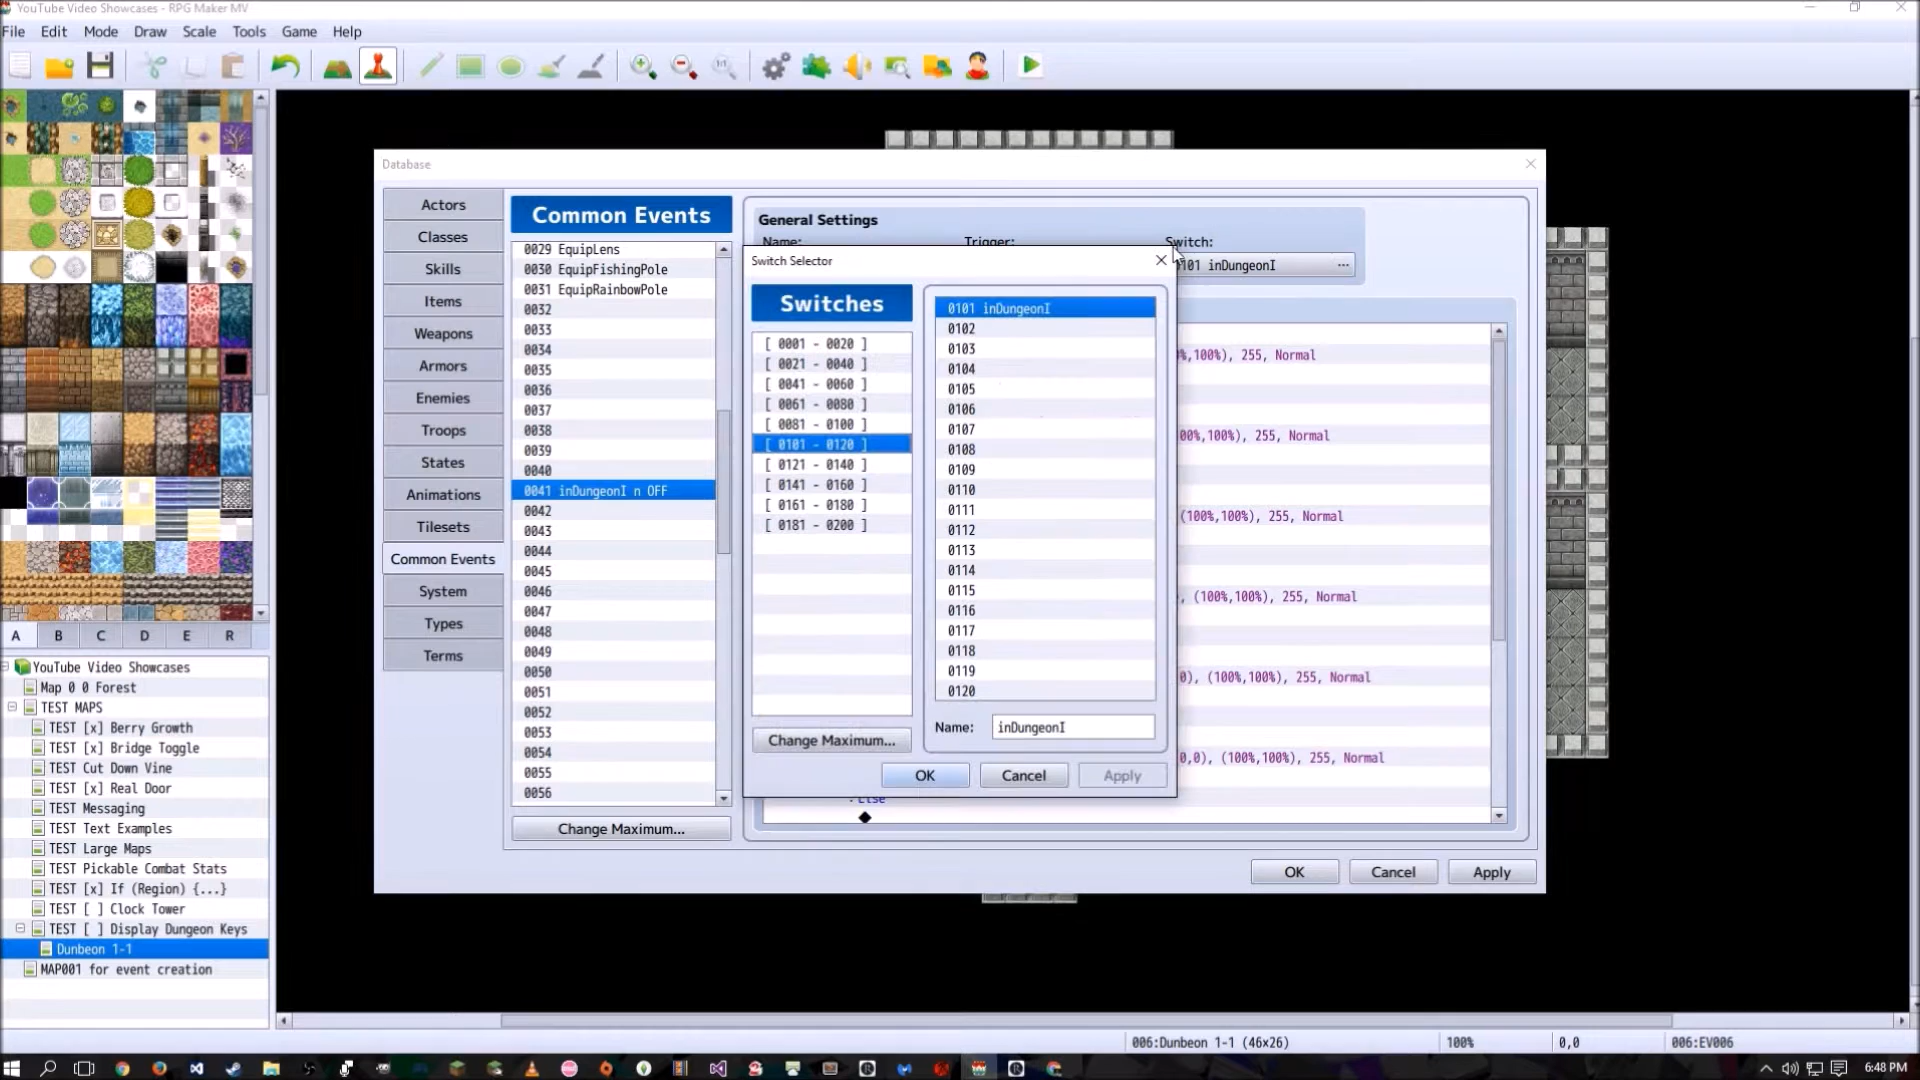 YouTube Video Showcases - RPG Maker MV
File Edit Mode Draw Scale Tools Game Help
Database
Actors
Classes
Skills
Items
Weapons
Armors
Enemies
Troops
States
Animations
Tilesets
Common Events
System
Types
Terms
Common Events
0029 EquipLens
0030 EquipFishingPole
0031 EquipRainbowPole
0032
0033
0034
0035
0036
0037
0038
0039
0040
0041 inDungeonI n OFF
0042
0043
0044
0045
0046
0047
0048
0049
0050
0051
0052
0053
0054
0055
0056
Change Maximum...
General Settings
Name: Trigger: Switch:
0101 inDungeonI ...
Switch Selector
Switches
[ 0001 - 0020 ]
[ 0021 - 0040 ]
[ 0041 - 0060 ]
[ 0061 - 0080 ]
[ 0081 - 0100 ]
[ 0101 - 0120 ]
[ 0121 - 0140 ]
[ 0141 - 0160 ]
[ 0161 - 0180 ]
[ 0181 - 0200 ]
Change Maximum...
0101 inDungeonI
0102
0103
0104
0105
0106
0107
0108
0109
0110
0111
0112
0113
0114
0115
0116
0117
0118
0119
0120
Name: inDungeonI
OK Cancel Apply
%,100%), 255, Normal
00%,100%), 255, Normal
(100%,100%), 255, Normal
, (100%,100%), 255, Normal
0), (100%,100%), 255, Normal
0,0), (100%,100%), 255, Normal
: Else
OK Cancel Apply
A B C D E R
YouTube Video Showcases
Map 0 0 Forest
TEST MAPS
TEST [x] Berry Growth
TEST [x] Bridge Toggle
TEST Cut Down Vine
TEST [x] Real Door
TEST Messaging
TEST Text Examples
TEST Large Maps
TEST Pickable Combat Stats
TEST [x] If (Region) {...}
TEST [ ] Clock Tower
TEST [ ] Display Dungeon Keys
Dunbeon 1-1
MAP001 for event creation
006:Dunbeon 1-1 (46x26) 100% 0,0 006:EV006
6:48 PM